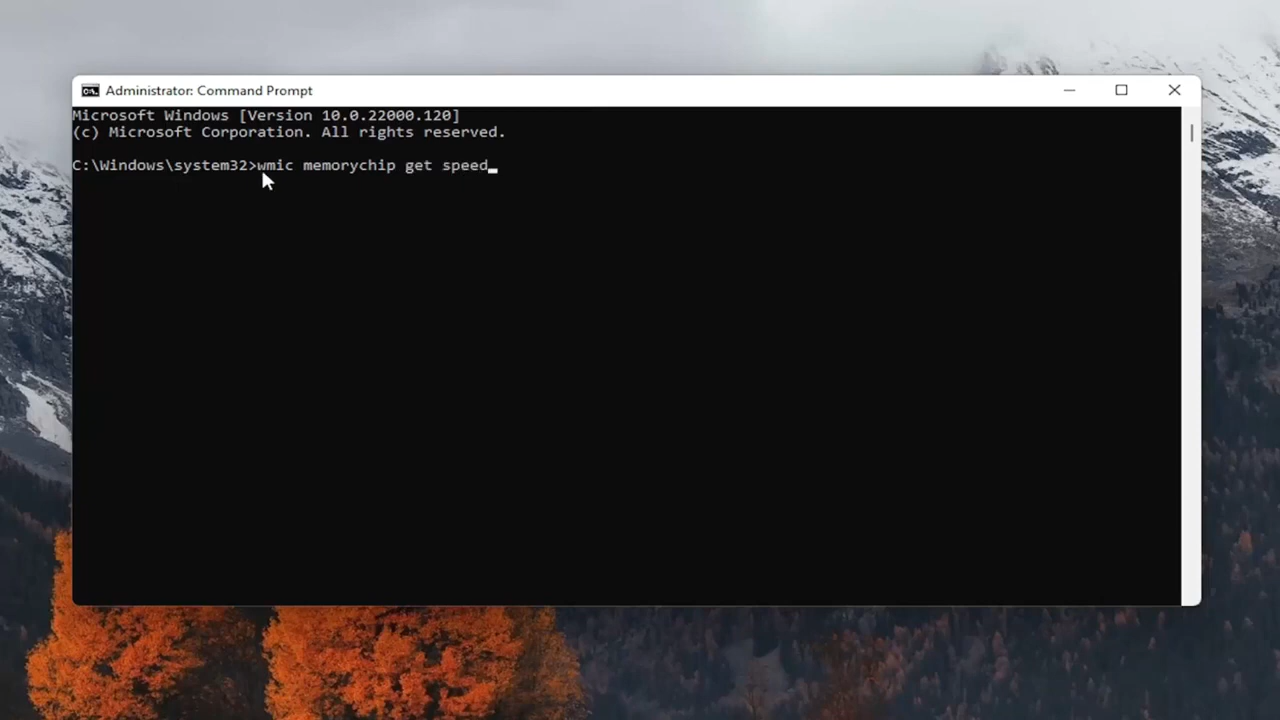 Administrator: Command Prompt
Microsoft Windows [Version 10.0.22000.120]
(c) Microsoft Corporation. All rights reserved.
C:\Windows\system32>wmic memorychip get speed